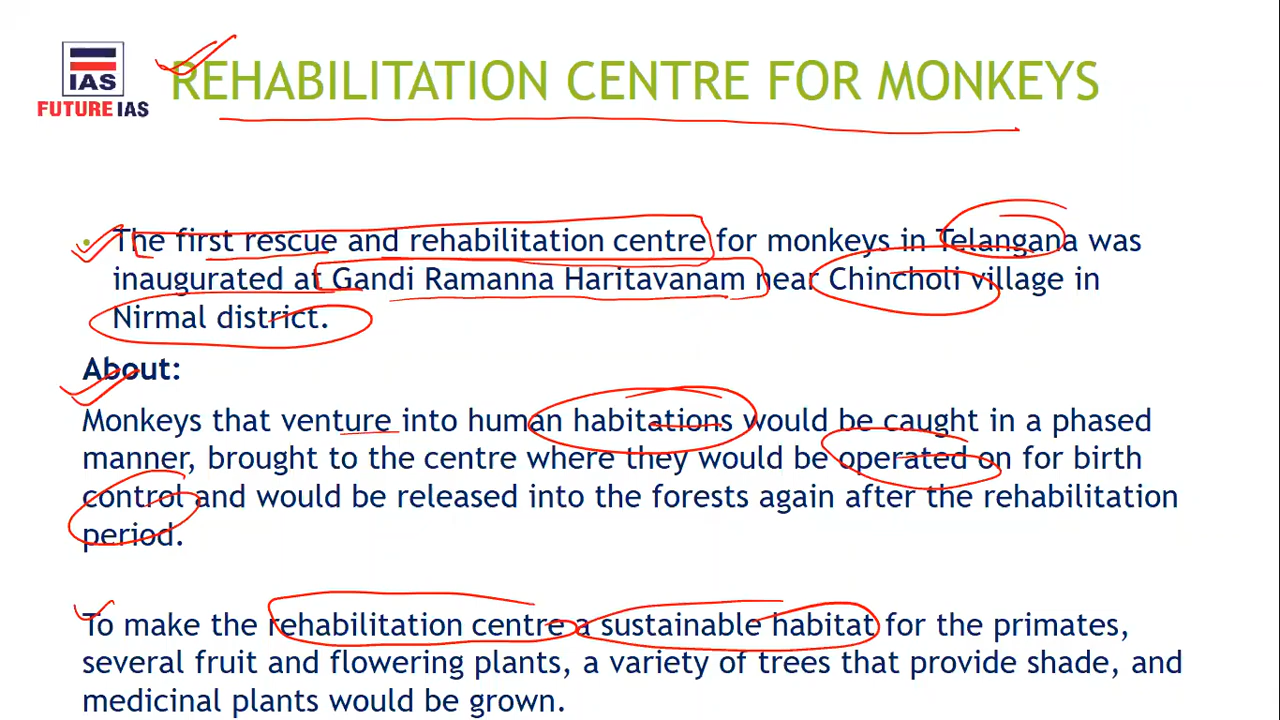 IAS
FUTURE IAS
REHABILITATION CENTRE FOR MONKEYS
• The first rescue and rehabilitation centre for monkeys in Telangana was
inaugurated at Gandi Ramanna Haritavanam near Chincholi village in
Nirmal district.
About:
Monkeys that venture into human habitations would be caught in a phased
manner, brought to the centre where they would be operated on for birth
control and would be released into the forests again after the rehabilitation
period.
To make the rehabilitation centre a sustainable habitat for the primates,
several fruit and flowering plants, a variety of trees that provide shade, and
medicinal plants would be grown.